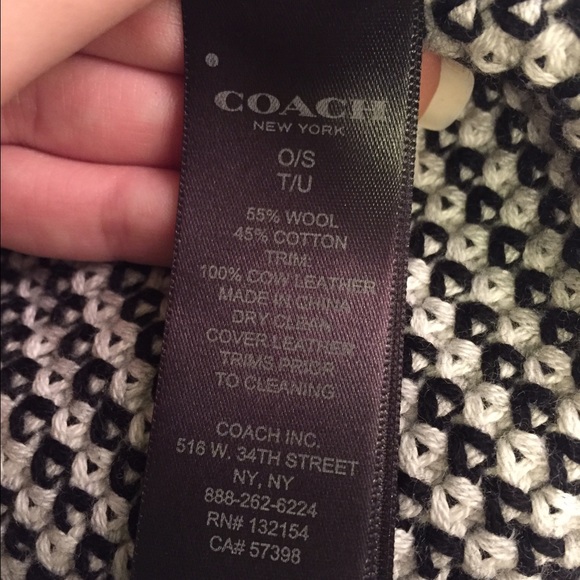 COACH
NEW YORK
O/S
T/U
55% WOOL
45% COTTON
TRIM:
100% COW LEATHER
MADE IN CHINA
DRY CLEAN
COVER LEATHER
TRIMS PRIOR
TO CLEANING
COACH INC.
516 W. 34TH STREET
NY, NY
888-262-6224
RN# 132154
CA# 57398